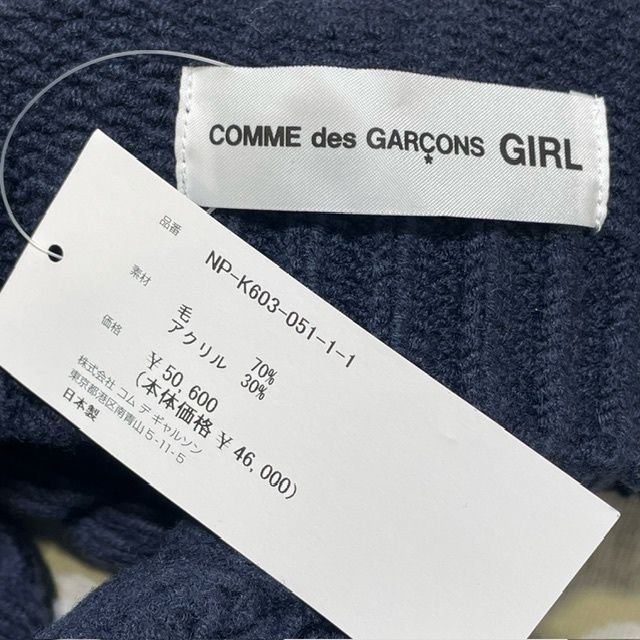 COMME des GARÇONS GIRL
品番 NP-K603-051-1-1
素材 毛 70%
アクリル 30%
価格 ¥50,600
(本体価格 ¥46,000)
株式会社 コム デ ギャルソン
東京都港区南青山5-11-5
日本製